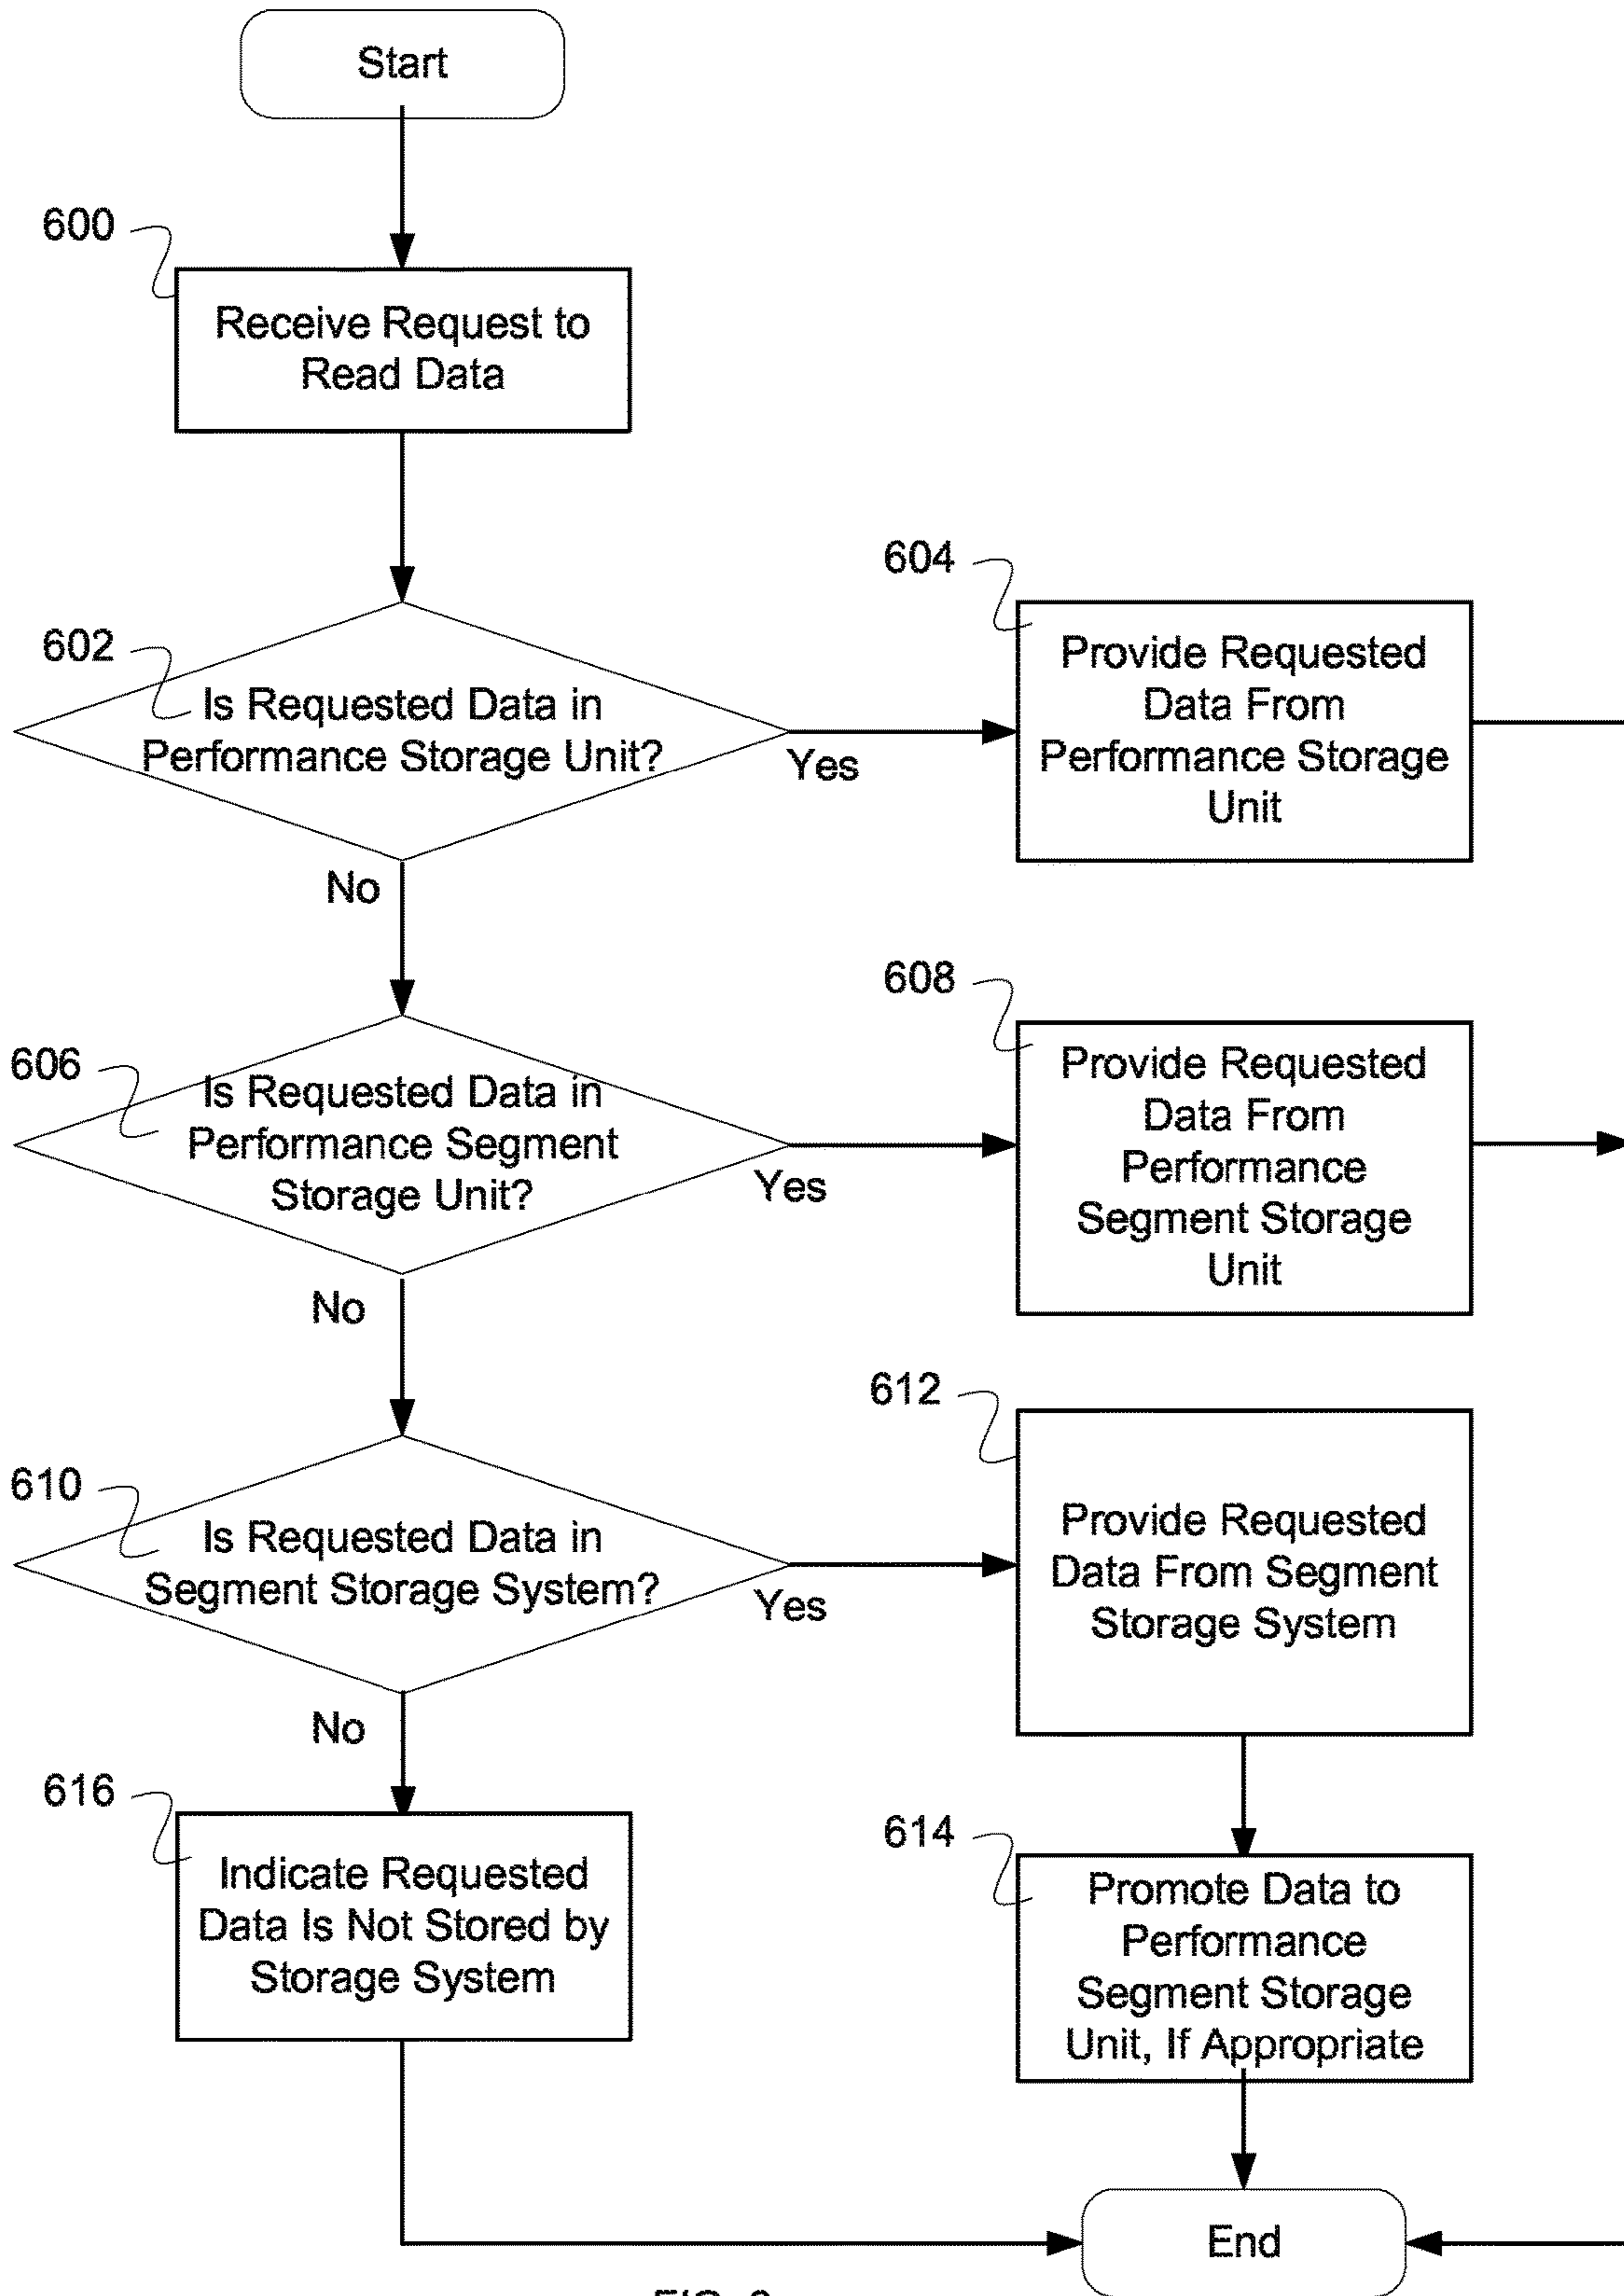 Start
600
Receive Request to
Read Data
602
Is Requested Data in
Performance Storage Unit?
Yes
No
604
Provide Requested
Data From
Performance Storage
Unit
606
Is Requested Data in
Performance Segment
Storage Unit?
Yes
No
608
Provide Requested
Data From
Performance
Segment Storage
Unit
610
Is Requested Data in
Segment Storage System?
Yes
No
612
Provide Requested
Data From Segment
Storage System
616
Indicate Requested
Data Is Not Stored by
Storage System
614
Promote Data to
Performance
Segment Storage
Unit, If Appropriate
End